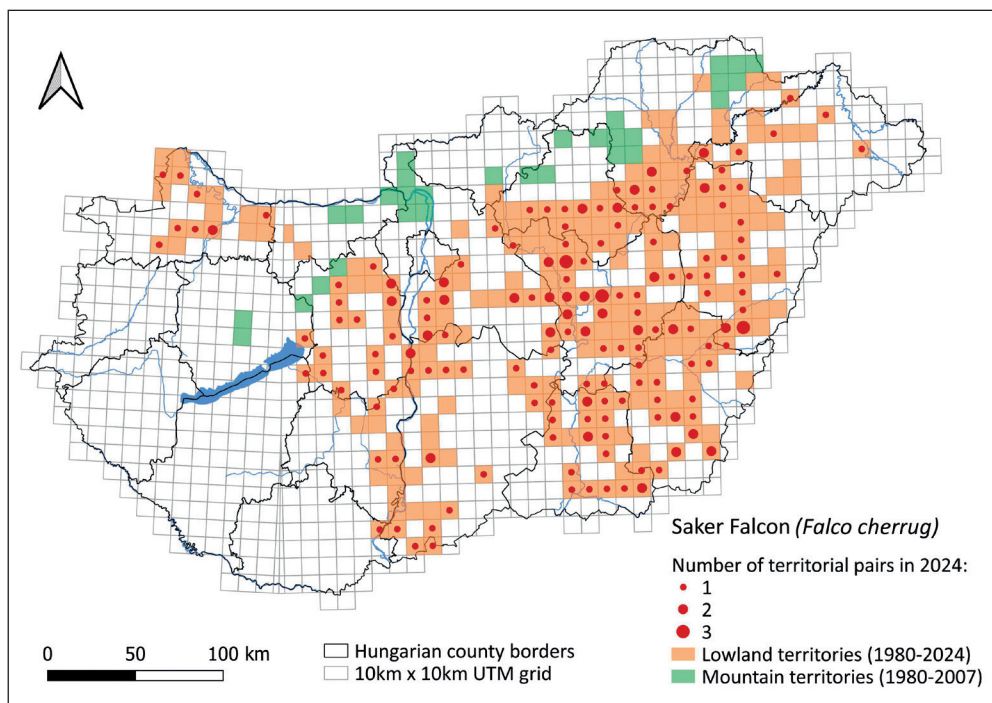 Saker Falcon (Falco cherrug)
Number of territorial pairs in 2024:
1
2
3
Lowland territories (1980-2024)
Mountain territories (1980-2007)
Hungarian county borders
10km x 10km UTM grid
0 50 100 km